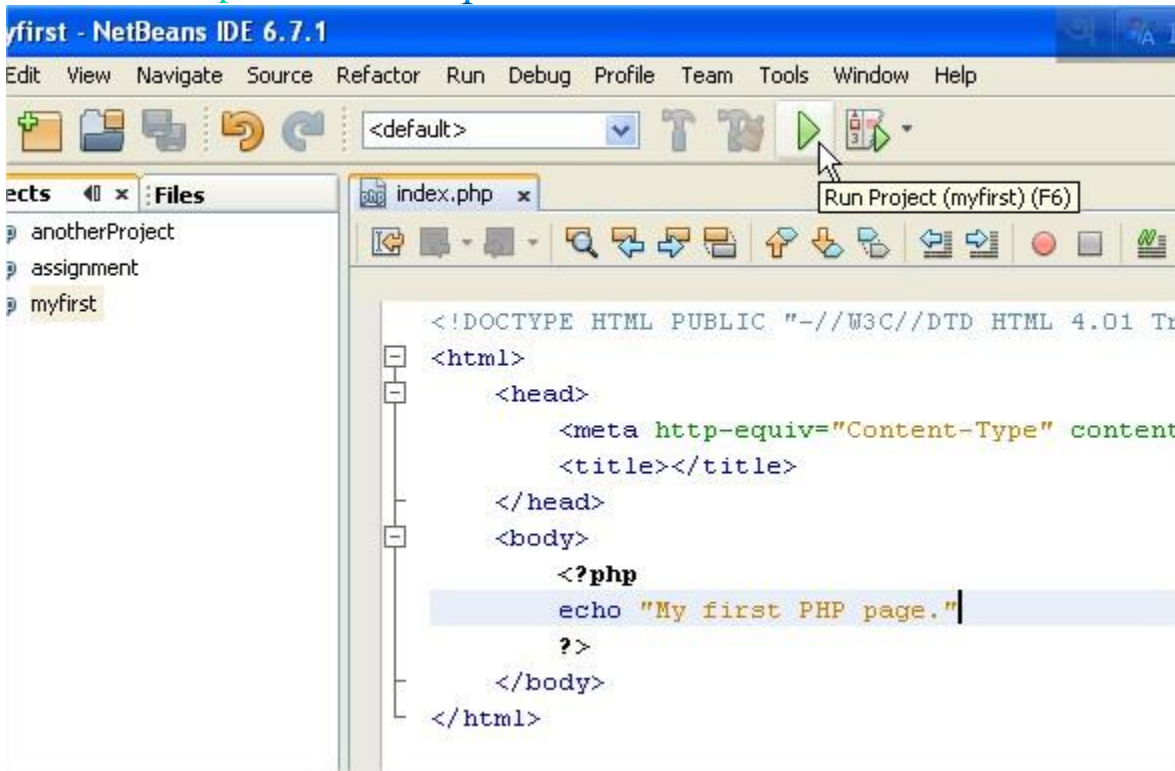 yfirst - NetBeans IDE 6.7.1
Edit View Navigate Source Refactor Run Debug Profile Team Tools Window Help
<default>
ects Files
index.php
Run Project (myfirst) (F6)
anotherProject
assignment
myfirst
<!DOCTYPE HTML PUBLIC "-//W3C//DTD HTML 4.01 Tr
<html>
<head>
<meta http-equiv="Content-Type" content
<title></title>
</head>
<body>
<?php
echo "My first PHP page."
?>
</body>
</html>